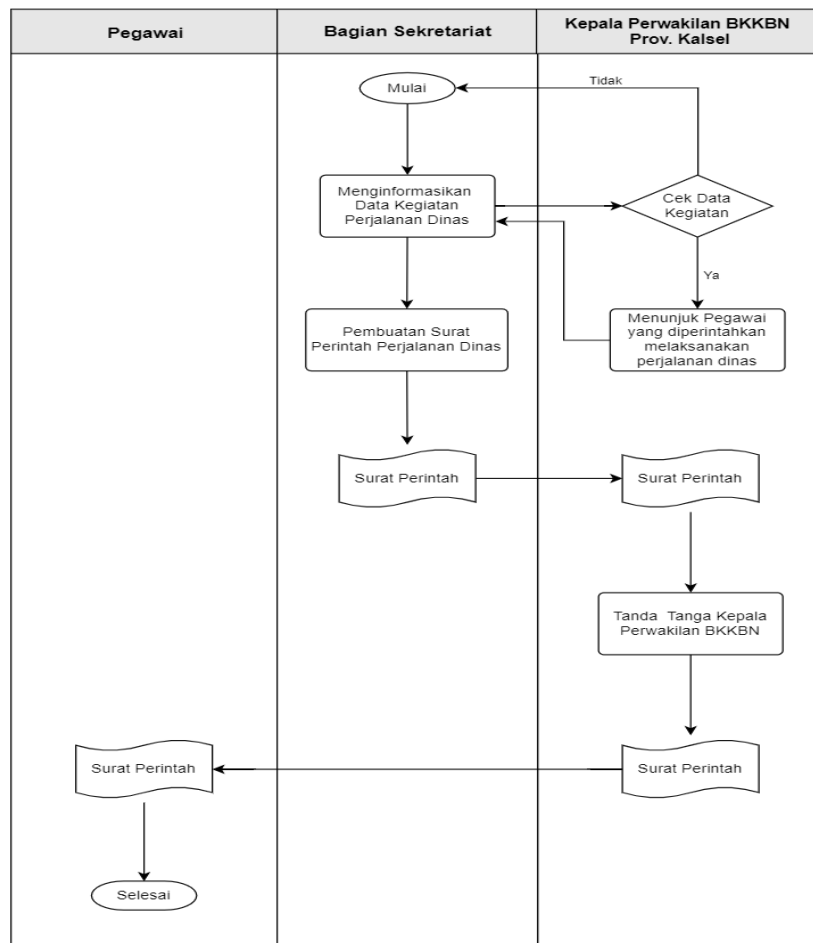 Pegawai
Bagian Sekretariat
Kepala Perwakilan BKKBN
Prov. Kalsel
Mulai
Tidak
Menginformasikan
Data Kegiatan
Perjalanan Dinas
Cek Data
Kegiatan
Ya
Pembuatan Surat
Perintah Perjalanan Dinas
Menunjuk Pegawai
yang diperintahkan
melaksanakan
perjalanan dinas
Surat Perintah
Surat Perintah
Tanda Tanga Kepala
Perwakilan BKKBN
Surat Perintah
Surat Perintah
Selesai